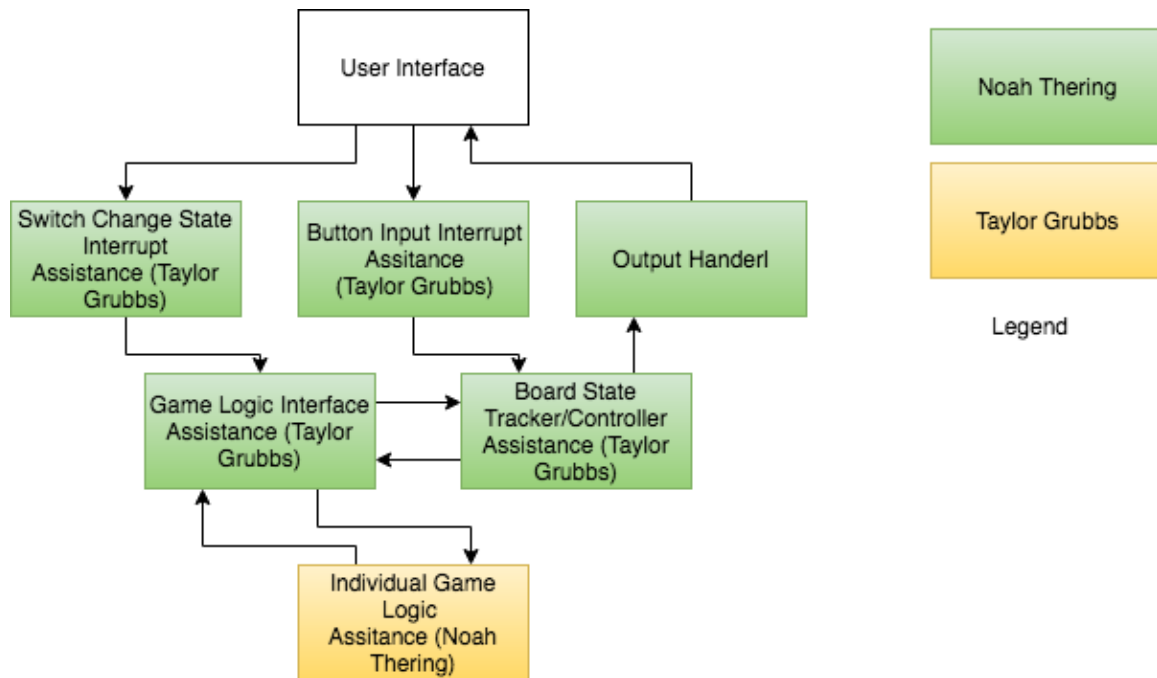 User Interface
Noah Thering
Taylor Grubbs
Legend
Switch Change State
Interrupt
Assistance (Taylor
Grubbs)
Button Input Interrupt
Assitance
(Taylor Grubbs)
Output Handerl
Game Logic Interface
Assistance (Taylor
Grubbs)
Board State
Tracker/Controller
Assistance (Taylor
Grubbs)
Individual Game
Logic
Assitance (Noah
Thering)